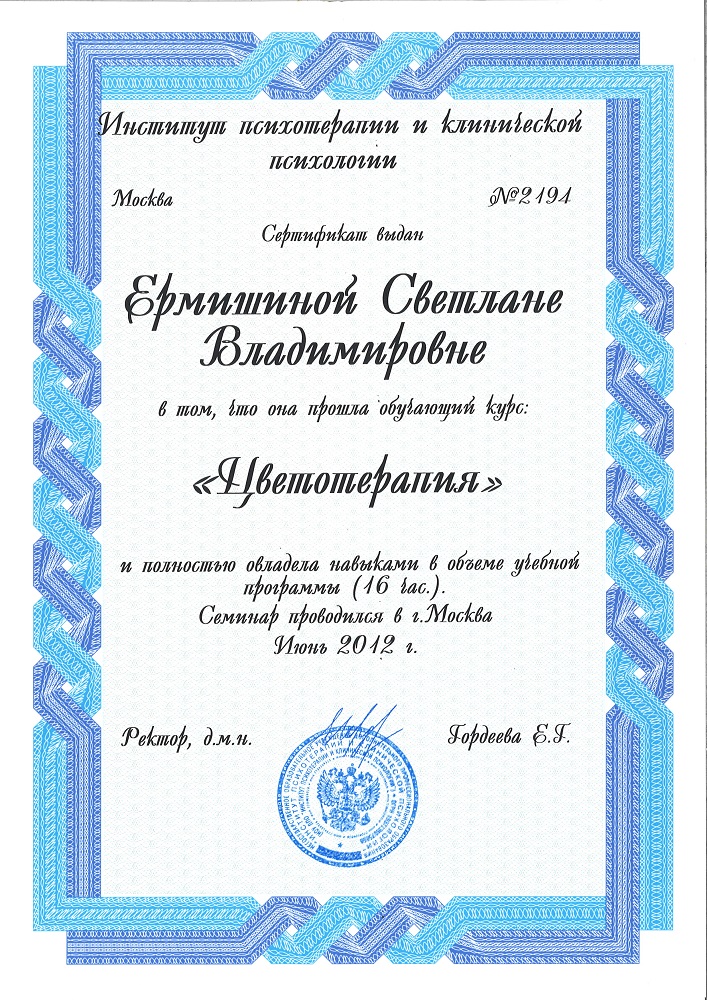 Институт психотерапии и клинической
психологии
Москва №2194
Сертификат выдан
Ермишиной Светлане
Владимировне
в том, что она прошла обучающий курс:
«Цветотерапия»
и полностью овладела навыками в объеме учебной
программы (16 час.).
Семинар проводился в г.Москва
Июнь 2012 г.
Ректор, д.м.н. Гордеева Е.Г.